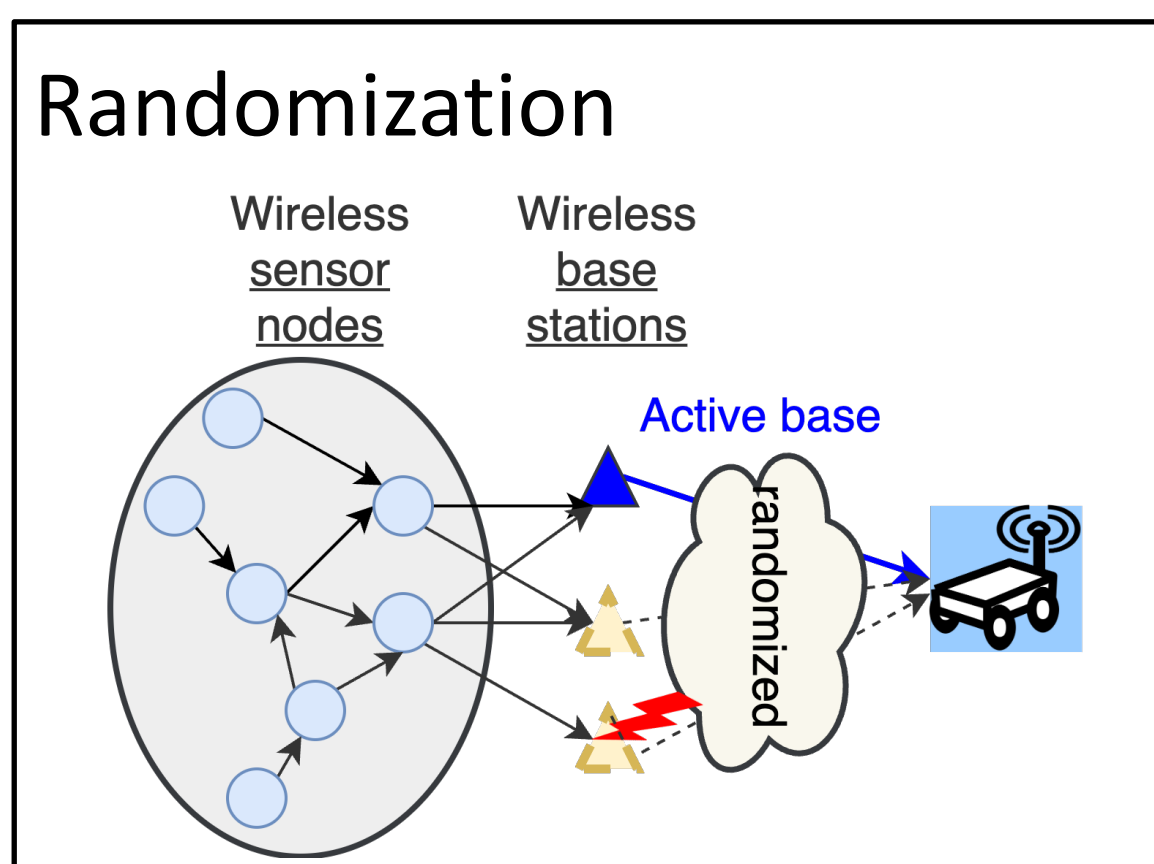 Randomization
Wireless
sensor
nodes
Wireless
base
stations
Active base
randomized